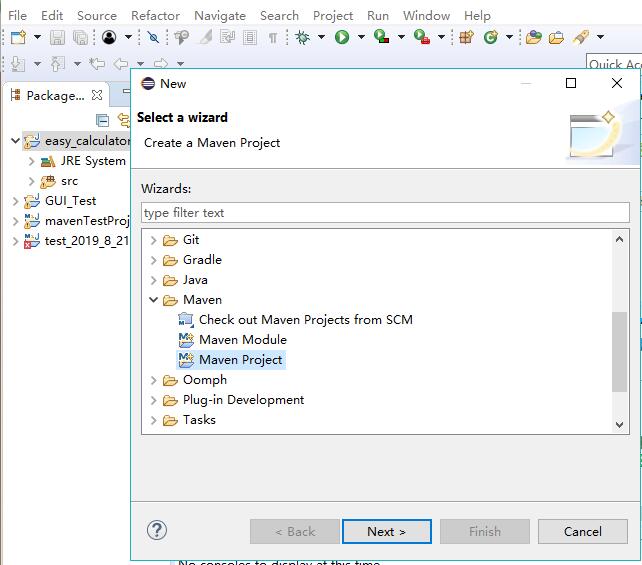 File Edit Source Refactor Navigate Search Project Run Window Help
Quick Acc
Package...
easy_calculator
JRE System
src
GUI_Test
mavenTestProj
test_2019_8_21
New
Select a wizard
Create a Maven Project
Wizards:
type filter text
Git
Gradle
Java
Maven
Check out Maven Projects from SCM
Maven Module
Maven Project
Oomph
Plug-in Development
Tasks
< Back Next > Finish Cancel
No consoles to display at this time.